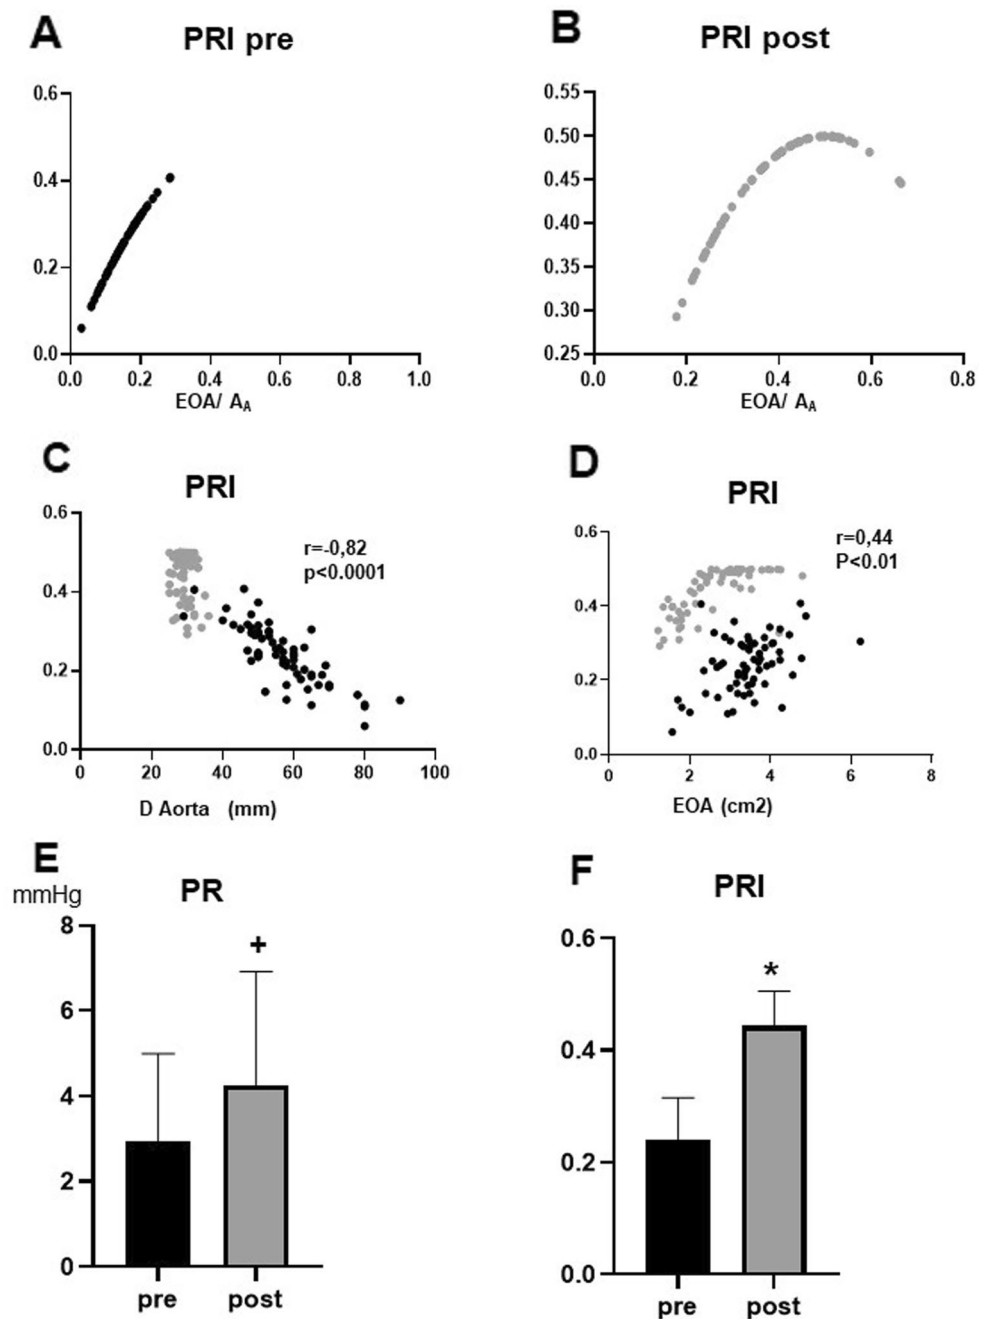 A
PRI pre
0.6
0.4
0.2
0.0
0.0 0.2 0.4 0.6 0.8 1.0
EOA/ AA
B
PRI post
0.55
0.50
0.45
0.40
0.35
0.30
0.25
0.0 0.2 0.4 0.6 0.8
EOA/ AA
C
PRI
0.6
0.4
0.2
0.0
r=-0,82
p<0.0001
0 20 40 60 80 100
D Aorta (mm)
D
PRI
0.6
0.4
0.2
0.0
r=0,44
P<0.01
0 2 4 6 8
EOA (cm2)
E
mmHg
PR
8
6
4
2
0
+
pre post
F
PRI
0.6
0.4
0.2
0.0
*
pre post